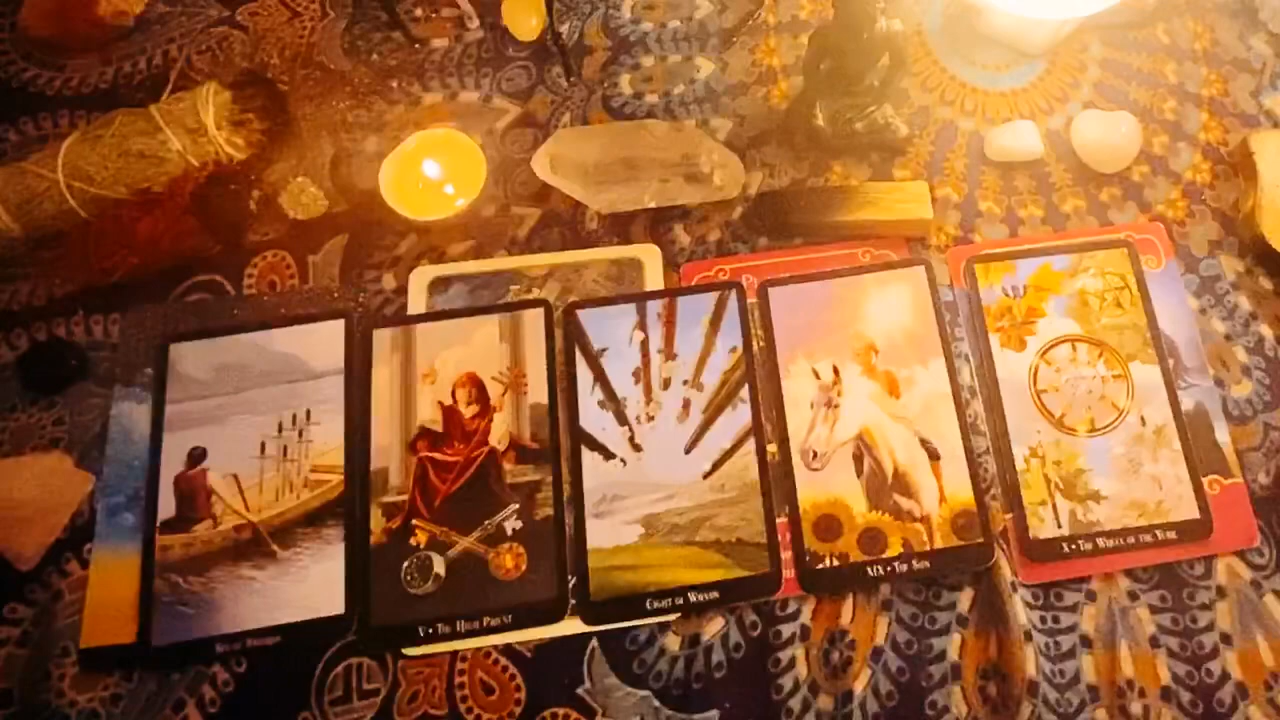 V • The High Priest
Eight of Wands
XIX • The Sun
X • The Wheel of the Year